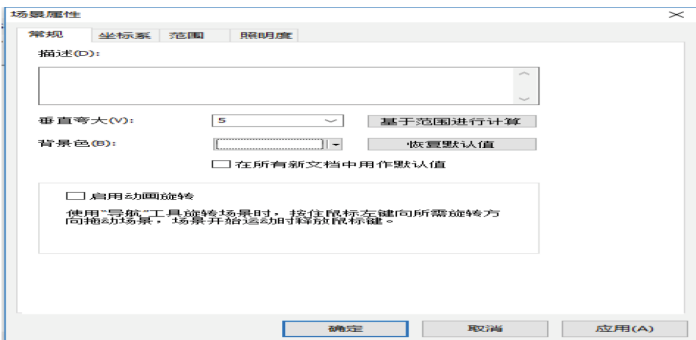 场景属性
常规 坐标系 范围 照明度
描述(D):
垂直夸大(V): 5 基于范围进行计算
背景色(B): 恢复默认值
在所有新文档中用作默认值
启用动画旋转
使用“导航”工具旋转场景时，按住鼠标左键向所需旋转方
向拖动场景，场景开始运动时释放鼠标键。
确定 取消 应用(A)